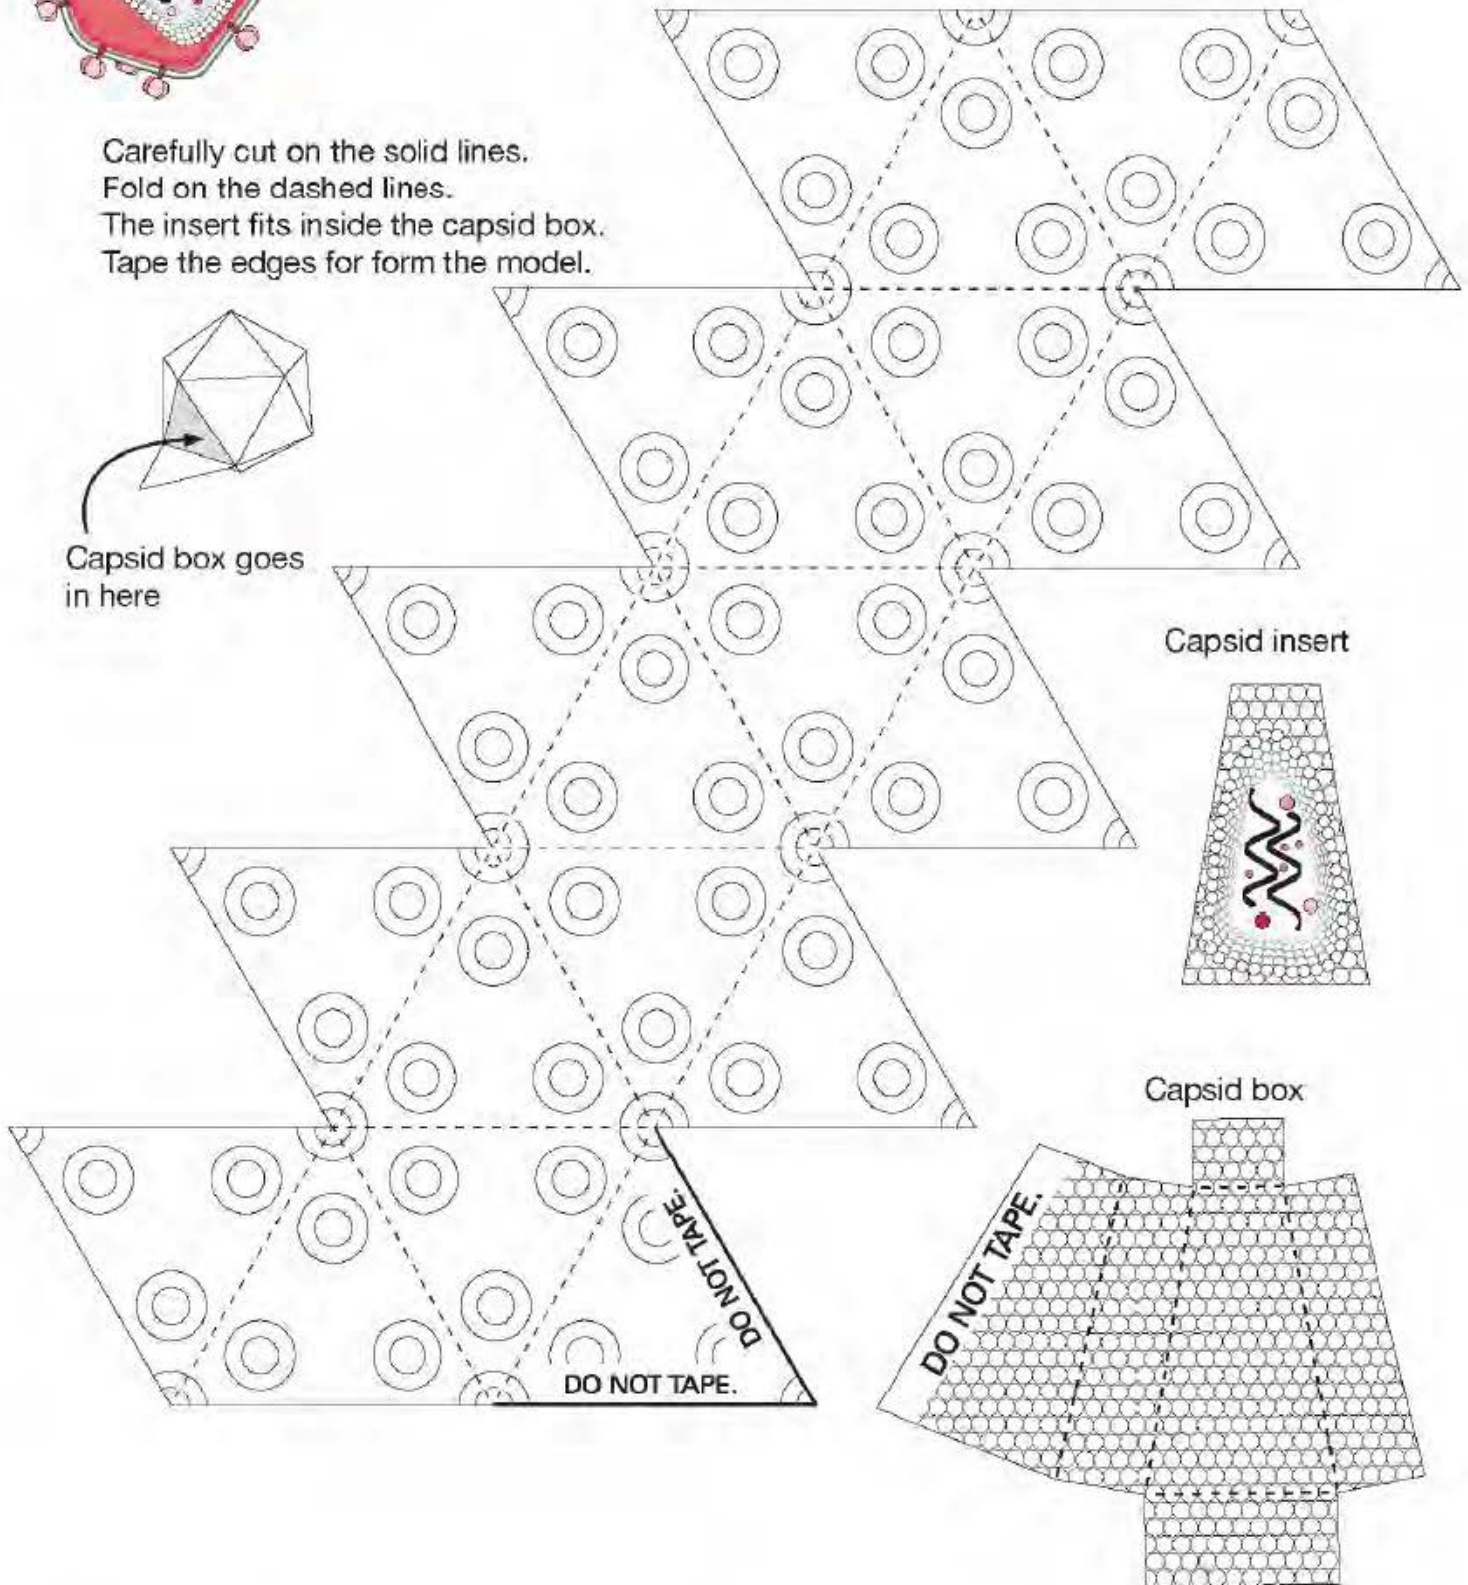 Carefully cut on the solid lines.
Fold on the dashed lines.
The insert fits inside the capsid box.
Tape the edges for form the model.
Capsid box goes
in here
Capsid insert
Capsid box
DO NOT TAPE.
DO NOT TAPE.
DO NOT TAPE.